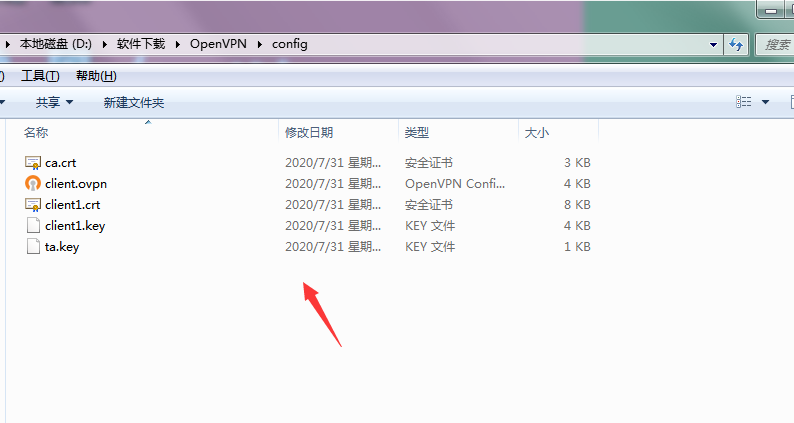 本地磁盘 (D:) 软件下载 OpenVPN config 搜索
工具(T) 帮助(H)
共享 新建文件夹
名称 修改日期 类型 大小
ca.crt 2020/7/31 星期... 安全证书 3 KB
client.ovpn 2020/7/31 星期... OpenVPN Confi... 4 KB
client1.crt 2020/7/31 星期... 安全证书 8 KB
client1.key 2020/7/31 星期... KEY 文件 4 KB
ta.key 2020/7/31 星期... KEY 文件 1 KB